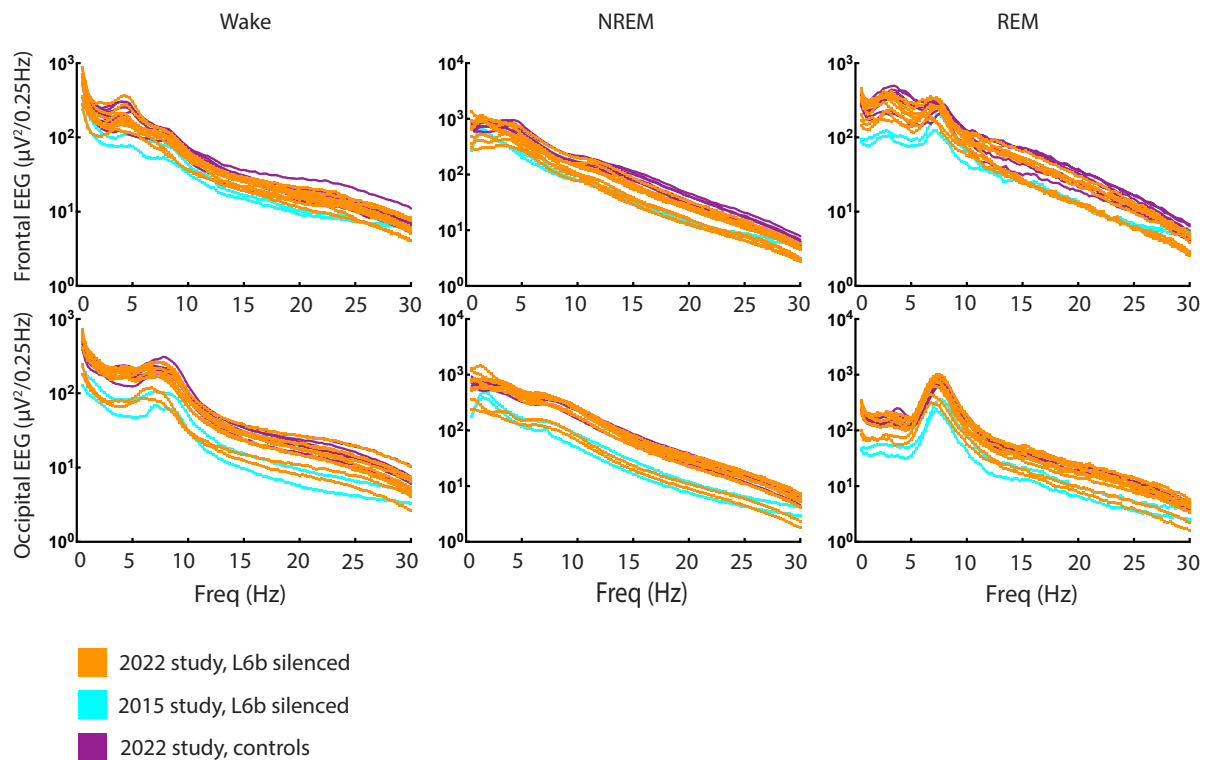 Wake NREM REM
Frontal EEG (µV²/0.25Hz)
10³ 10² 10¹ 10⁰
0 5 10 15 20 25 30
10⁴ 10³ 10² 10¹ 10⁰
0 5 10 15 20 25 30
10³ 10² 10¹ 10⁰
0 5 10 15 20 25 30
Occipital EEG (µV²/0.25Hz)
10³ 10² 10¹ 10⁰
0 5 10 15 20 25 30
10⁴ 10³ 10² 10¹ 10⁰
0 5 10 15 20 25 30
10⁴ 10³ 10² 10¹ 10⁰
0 5 10 15 20 25 30
Freq (Hz) Freq (Hz) Freq (Hz)
2022 study, L6b silenced
2015 study, L6b silenced
2022 study, controls